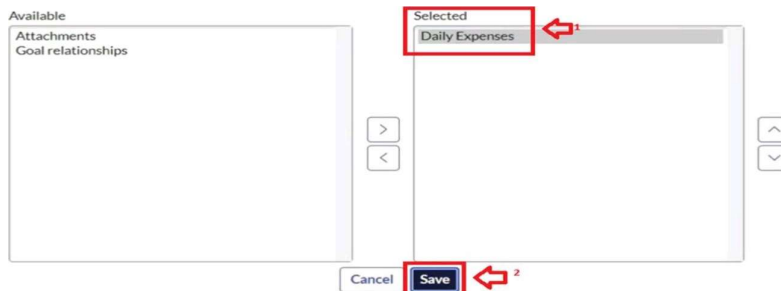 Available
Attachments
Goal relationships
Selected
Daily Expenses
1
>
<
Cancel
Save
2